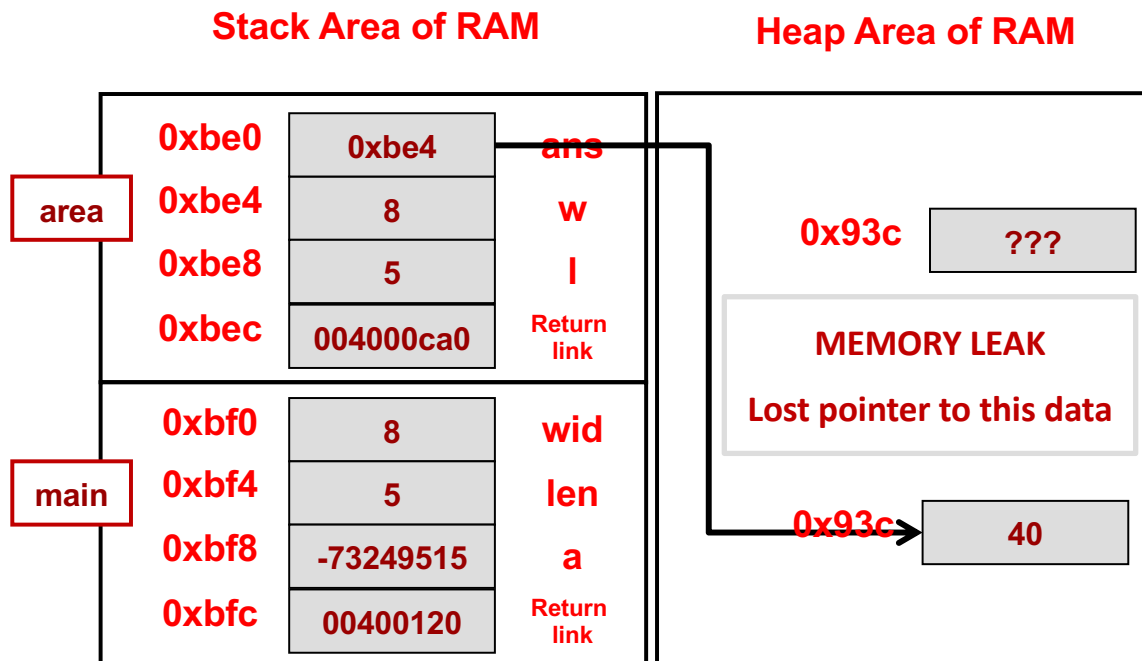 Stack Area of RAM
Heap Area of RAM
area
0xbe0 0xbe4 ans
0xbe4 8 w
0xbe8 5 l
0xbec 004000ca0 Return
link
main
0xbf0 8 wid
0xbf4 5 len
0xbf8 -73249515 a
0xbfc 00400120 Return
link
0x93c ???
MEMORY LEAK
Lost pointer to this data
0x93c 40